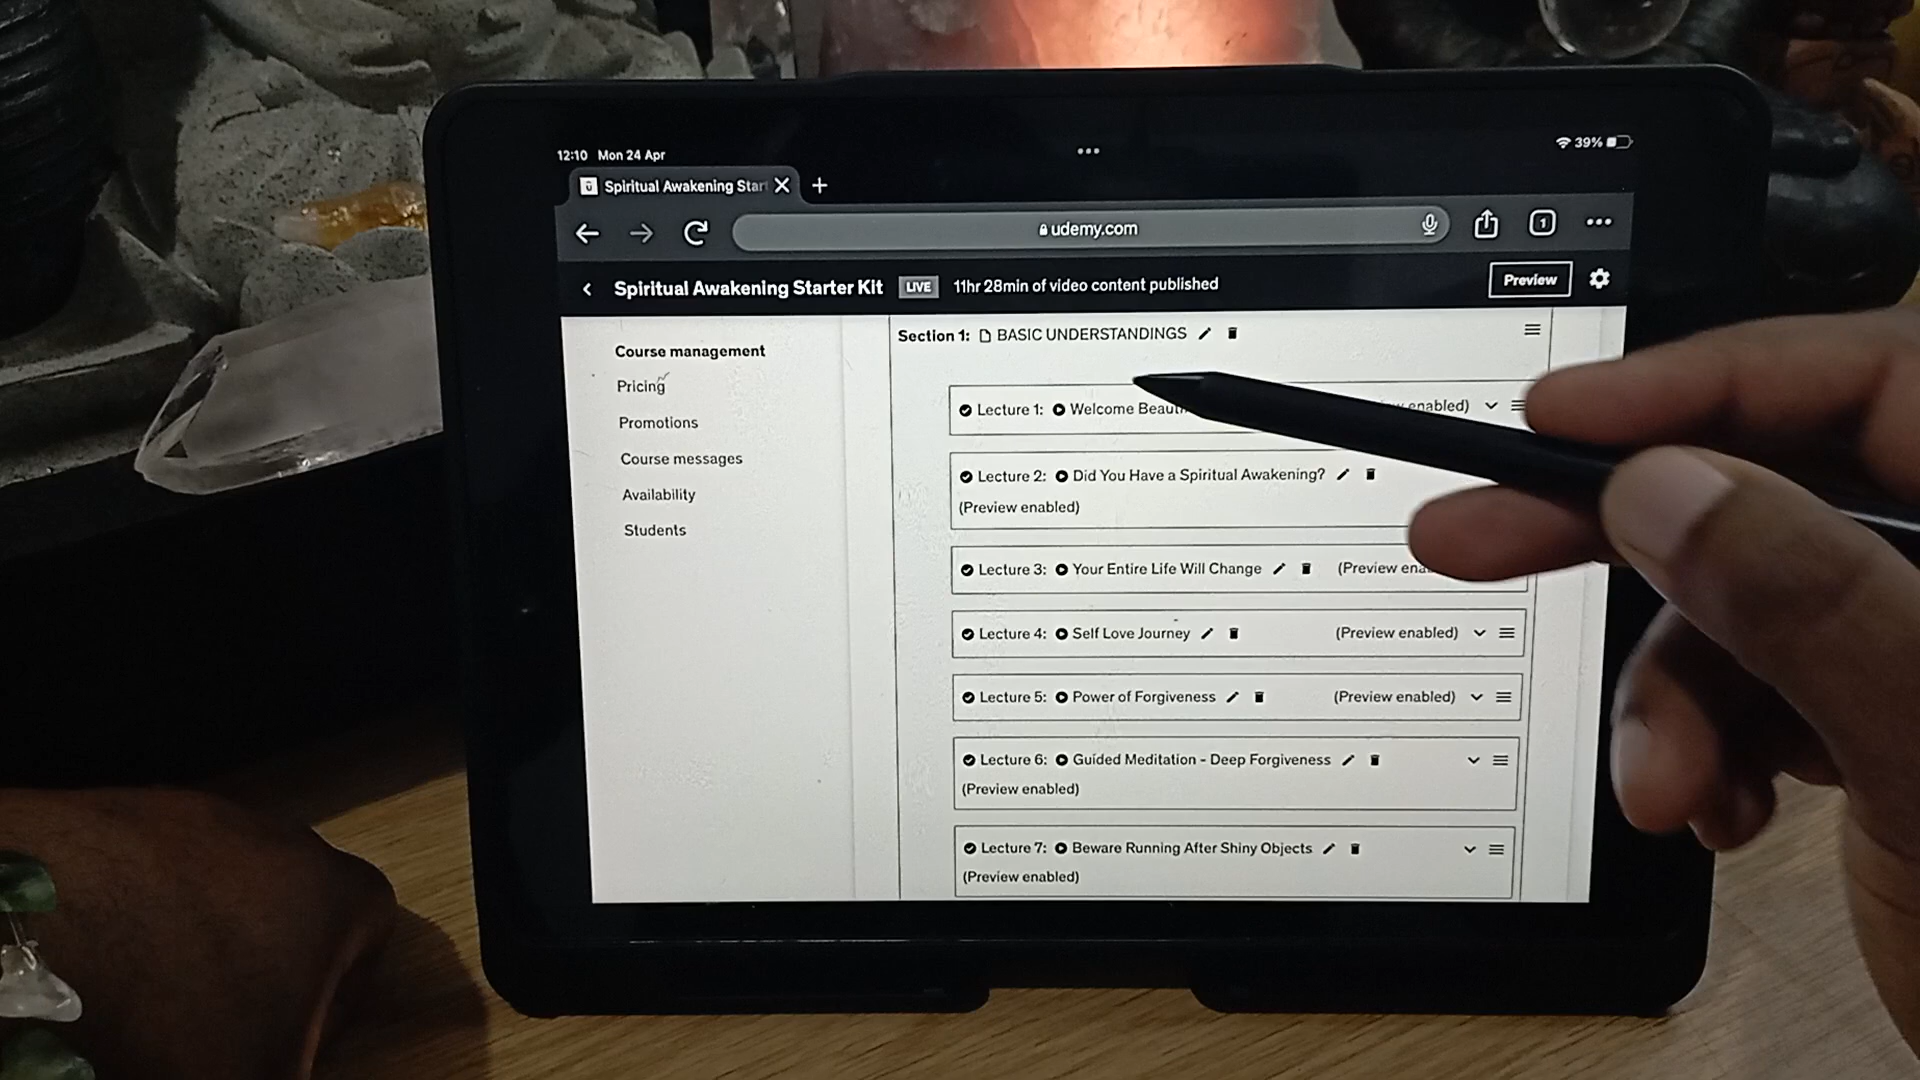 12:10 Mon 24 Apr
39%
Spiritual Awakening Star
udemy.com
1
Spiritual Awakening Starter Kit LIVE 11hr 28min of video content published Preview
Course management
Pricing
Promotions
Course messages
Availability
Students
Section 1: BASIC UNDERSTANDINGS
Lecture 1: Welcome enabled)
Lecture 2: Did You Have a Spiritual Awakening?
(Preview enabled)
Lecture 3: Your Entire Life Will Change (Preview
Lecture 4: Self Love Journey (Preview enabled)
Lecture 5: Power of Forgiveness (Preview enabled)
Lecture 6: Guided Meditation - Deep Forgiveness
(Preview enabled)
Lecture 7: Beware Running After Shiny Objects
(Preview enabled)